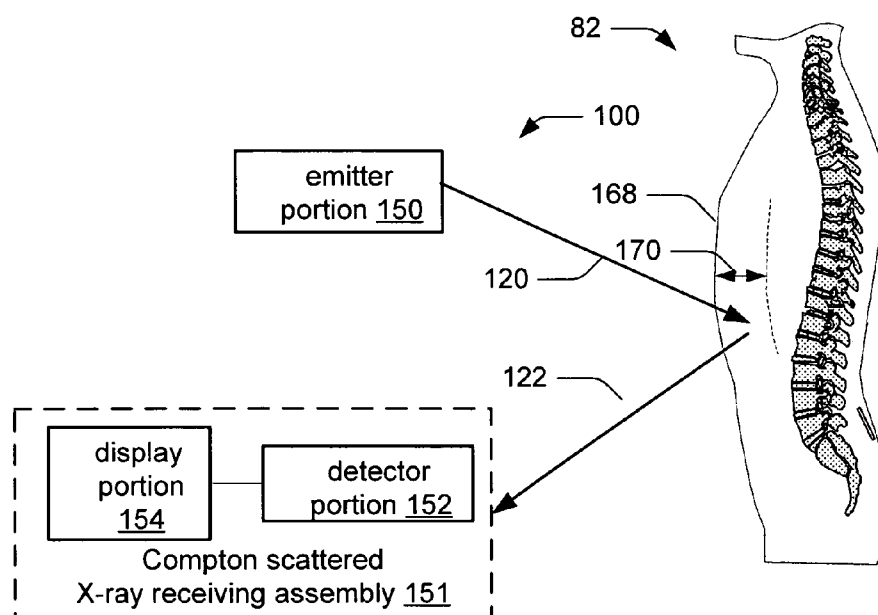 82
100
emitter
portion 150
168
170
120
122
display
portion
154
detector
portion 152
Compton scattered
X-ray receiving assembly 151